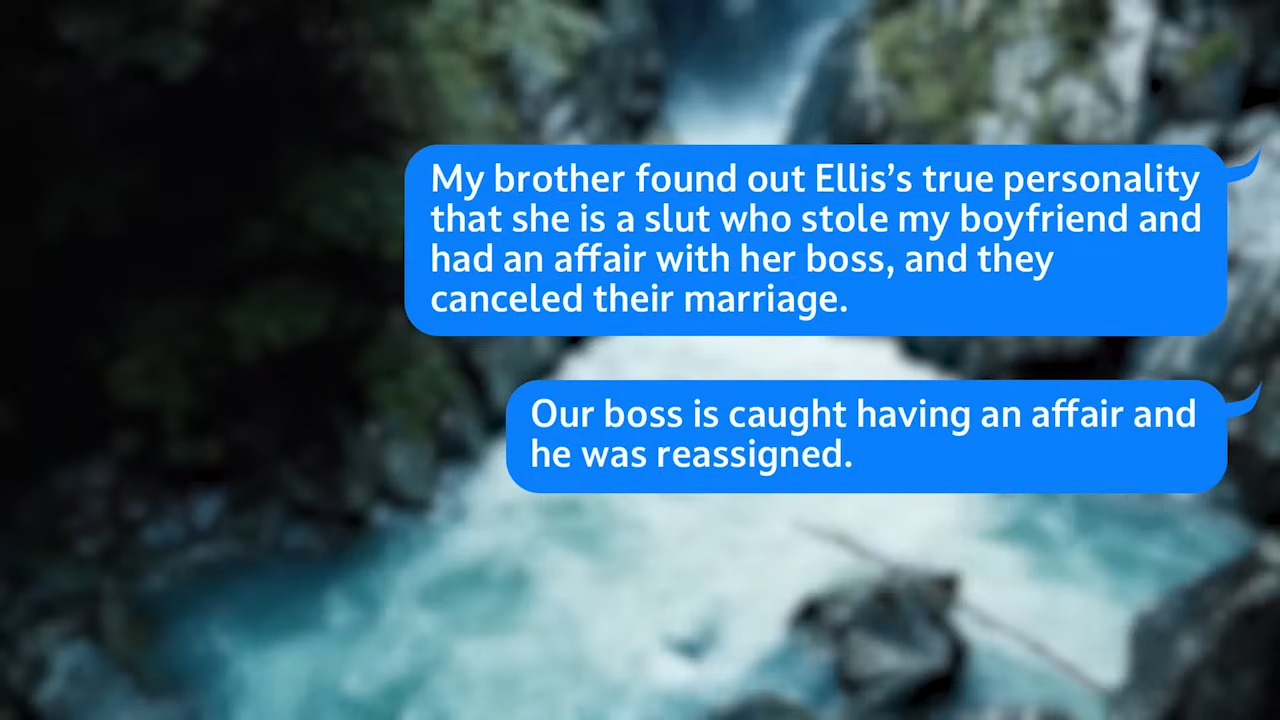 My brother found out Ellis’s true personality
that she is a slut who stole my boyfriend and
had an affair with her boss, and they
canceled their marriage.
Our boss is caught having an affair and
he was reassigned.